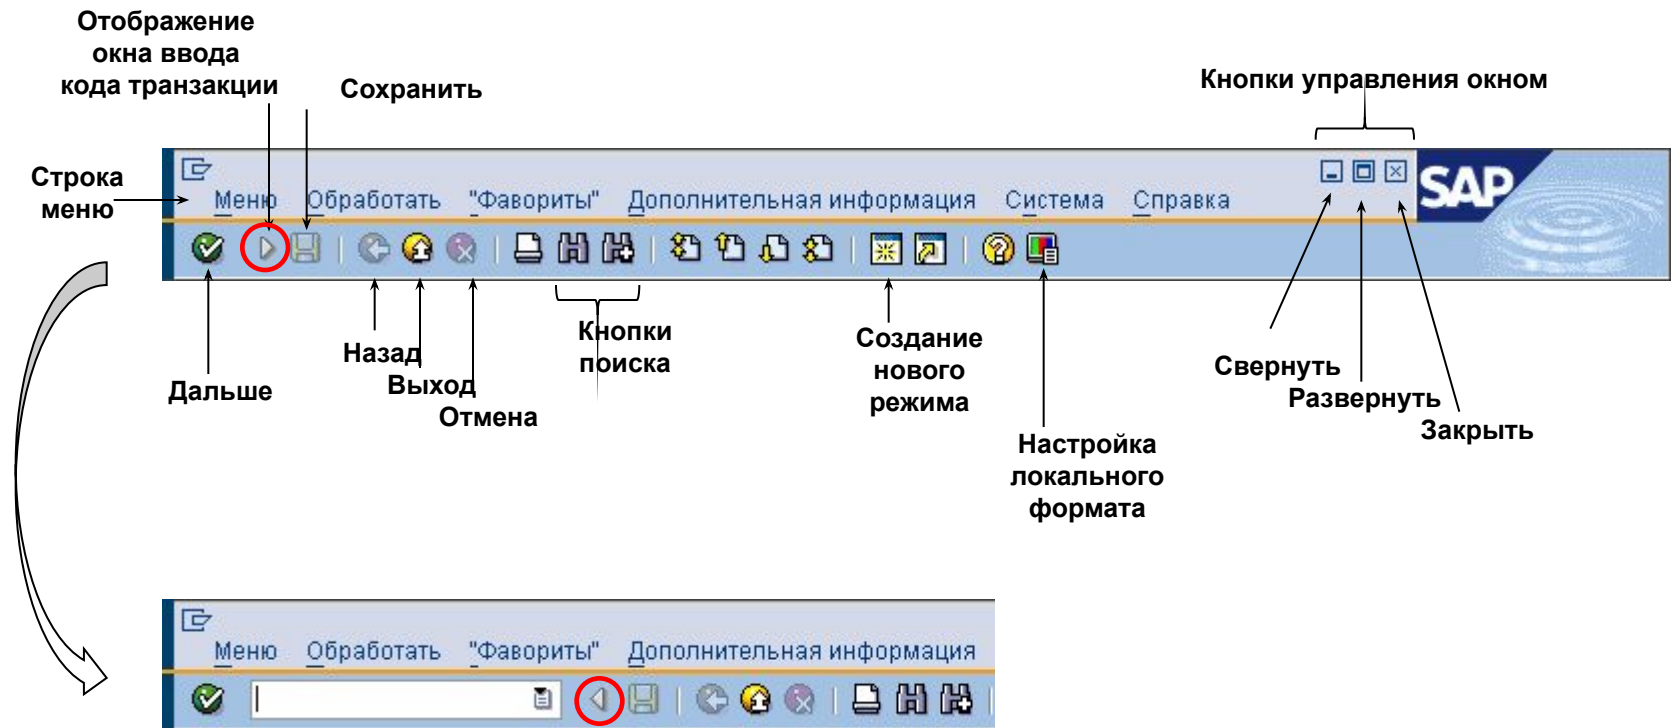 Отображение
окна ввода
кода транзакции
Сохранить
Кнопки управления окном
Строка
меню
Меню Обработать "Фавориты" Дополнительная информация Система Справка
SAP
Назад
Выход
Отмена
Дальше
Кнопки
поиска
Создание
нового
режима
Настройка
локального
формата
Свернуть
Развернуть
Закрыть
Меню Обработать "Фавориты" Дополнительная информация